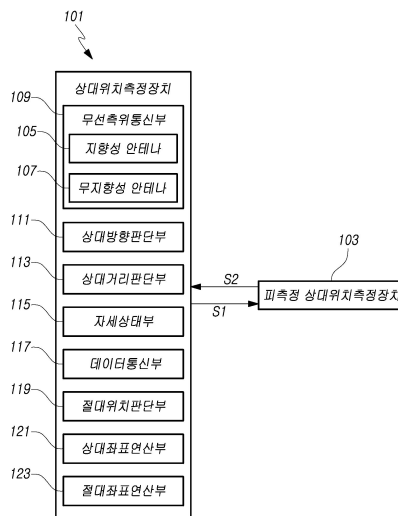 101
상대위치측정장치
109
무선측위통신부
105
지향성 안테나
107
무지향성 안테나
111
상대방향판단부
113
상대거리판단부
S2
103
피측정 상대위치측정장치
S1
115
자세상태부
117
데이터통신부
119
절대위치판단부
121
상대좌표연산부
123
절대좌표연산부